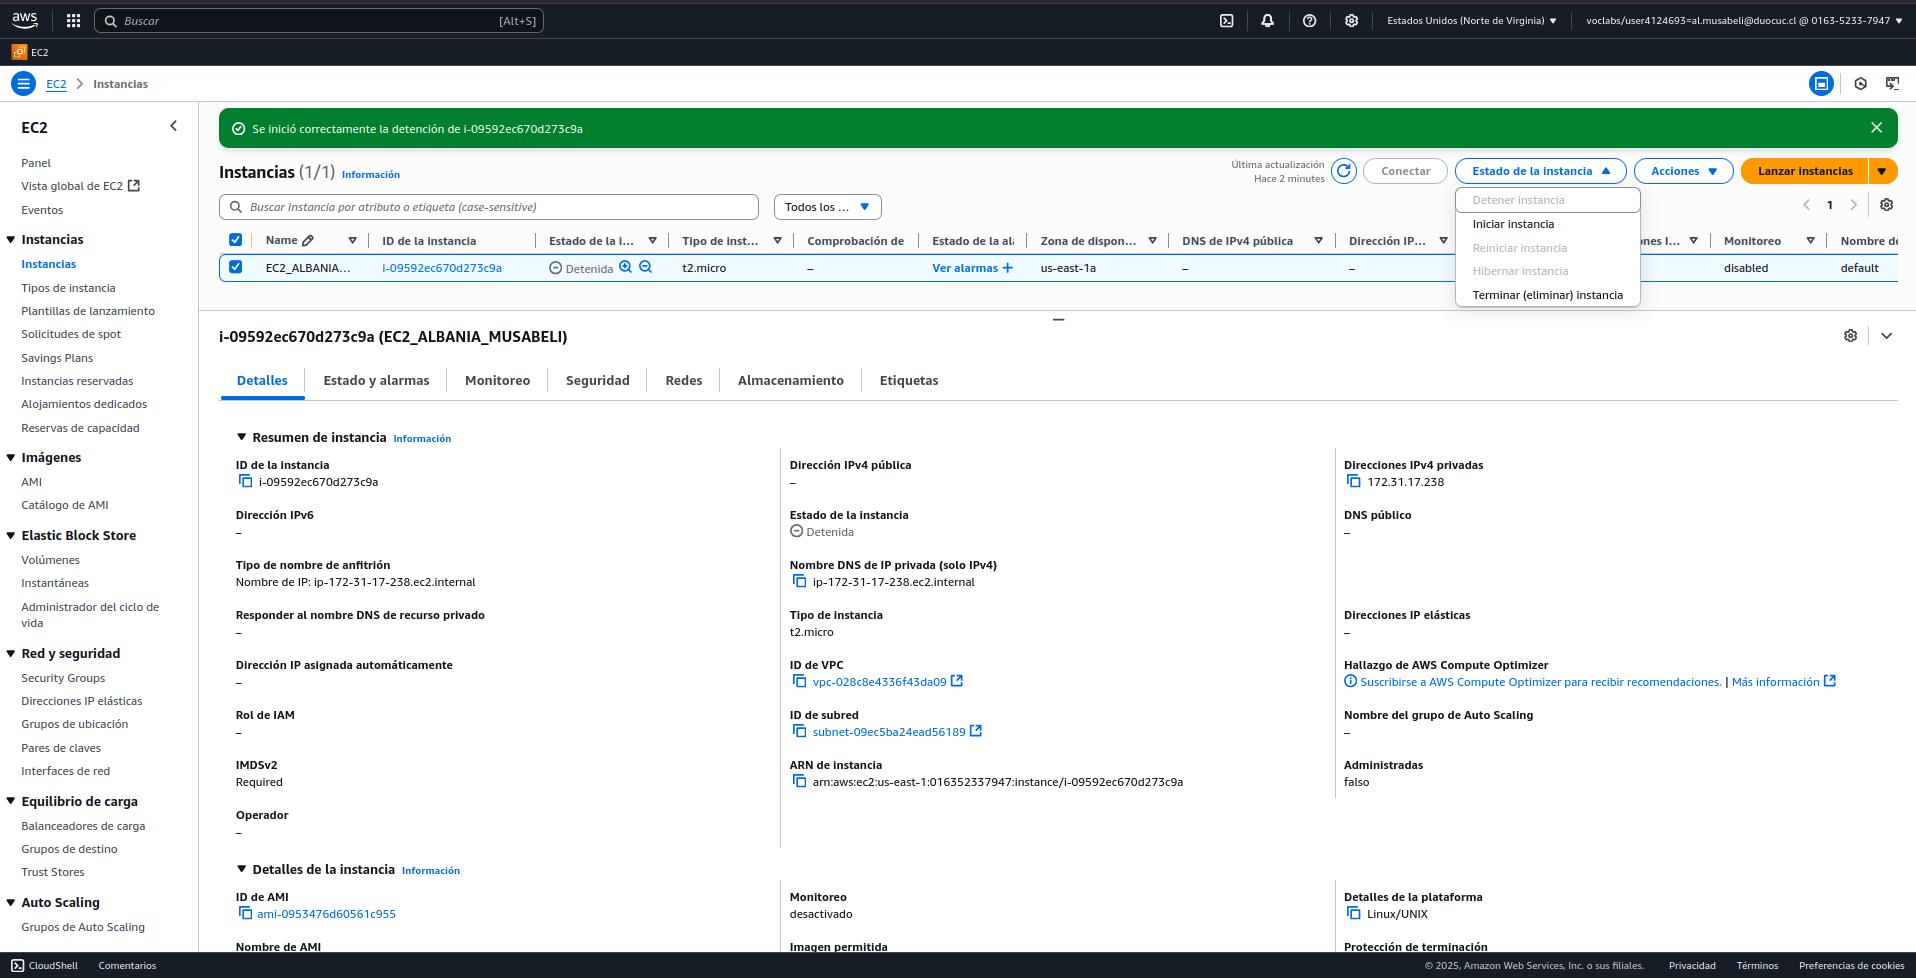 aws
Buscar
[Alt+S]
Estados Unidos (Norte de Virginia)
voclabs/user4124693=al.musabeli@duocuc.cl @ 0163-5233-7947
EC2
EC2
Instancias
EC2
Panel
Vista global de EC2
Eventos
Instancias
Instancias
Tipos de instancia
Plantillas de lanzamiento
Solicitudes de spot
Savings Plans
Instancias reservadas
Alojamientos dedicados
Reservas de capacidad
Imágenes
AMI
Catálogo de AMI
Elastic Block Store
Volúmenes
Instantáneas
Administrador del ciclo de
vida
Red y seguridad
Security Groups
Direcciones IP elásticas
Grupos de ubicación
Pares de claves
Interfaces de red
Equilibrio de carga
Balanceadores de carga
Grupos de destino
Trust Stores
Auto Scaling
Grupos de Auto Scaling
Se inició correctamente la detención de i-09592ec670d273c9a
Instancias (1/1) Información
Última actualización
Hace 2 minutes
Conectar
Estado de la instancia
Acciones
Lanzar instancias
Buscar Instancia por atributo o etiqueta (case-sensitive)
Todos los ...
1
Detener instancia
Iniciar instancia
Reiniciar instancia
Hibernar instancia
Terminar (eliminar) instancia
Name
ID de la instancia
Estado de la i...
Tipo de inst...
Comprobación de
Estado de la al
Zona de dispon...
DNS de IPv4 pública
Dirección IP...
nes I...
Monitoreo
Nombre de
EC2_ALBANIA...
i-09592ec670d273c9a
Detenida
t2.micro
–
Ver alarmas +
us-east-1a
–
–
disabled
default
i-09592ec670d273c9a (EC2_ALBANIA_MUSABELI)
Detalles
Estado y alarmas
Monitoreo
Seguridad
Redes
Almacenamiento
Etiquetas
Resumen de instancia Información
ID de la instancia
i-09592ec670d273c9a
Dirección IPv4 pública
–
Direcciones IPv4 privadas
172.31.17.238
Dirección IPv6
–
Estado de la instancia
Detenida
DNS público
–
Tipo de nombre de anfitrión
Nombre de IP: ip-172-31-17-238.ec2.internal
Nombre DNS de IP privada (solo IPv4)
ip-172-31-17-238.ec2.internal
Responder al nombre DNS de recurso privado
–
Tipo de instancia
t2.micro
Direcciones IP elásticas
–
Dirección IP asignada automáticamente
–
ID de VPC
vpc-028c8e4336f43da09
Hallazgo de AWS Compute Optimizer
Suscribirse a AWS Compute Optimizer para recibir recomendaciones. | Más información
Rol de IAM
–
ID de subred
subnet-09ec5ba24ead56189
Nombre del grupo de Auto Scaling
–
IMDSv2
Required
ARN de instancia
arn:aws:ec2:us-east-1:016352337947:instance/i-09592ec670d273c9a
Administradas
falso
Operador
–
Detalles de la instancia Información
ID de AMI
ami-0953476d60561c955
Monitoreo
desactivado
Detalles de la plataforma
Linux/UNIX
Nombre de AMI
Imagen permitida
Protección de terminación
CloudShell
Comentarios
© 2025, Amazon Web Services, Inc. o sus filiales.
Privacidad
Términos
Preferencias de cookies